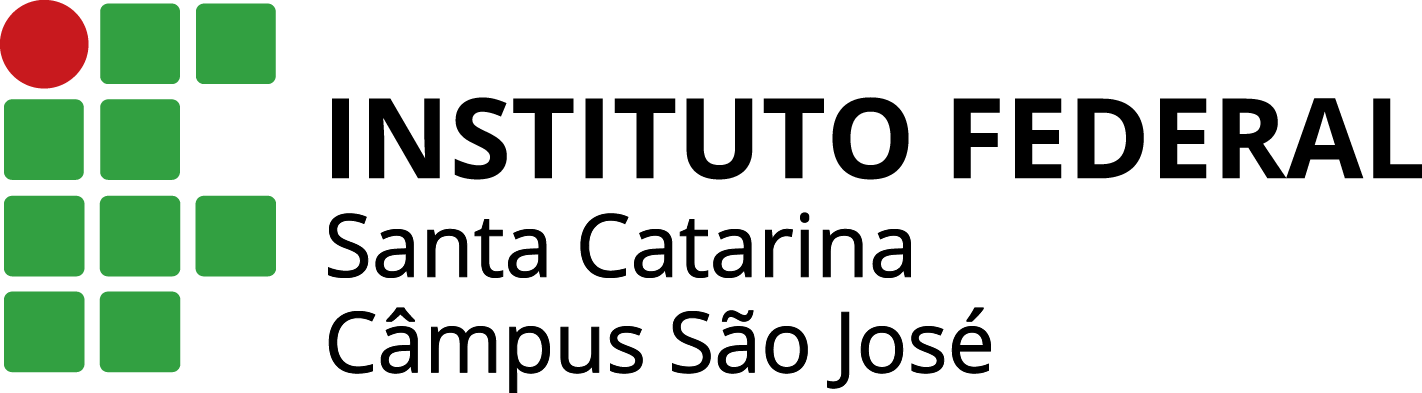 INSTITUTO FEDERAL
Santa Catarina
Câmpus São José